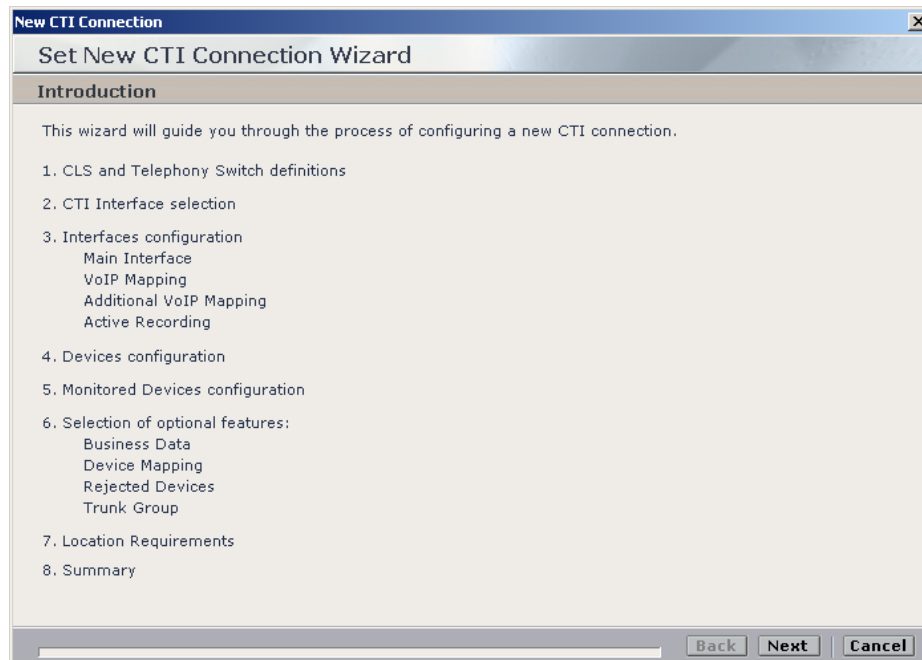 New CTI Connection
Set New CTI Connection Wizard
Introduction
This wizard will guide you through the process of configuring a new CTI connection.
1. CLS and Telephony Switch definitions
2. CTI Interface selection
3. Interfaces configuration
Main Interface
VoIP Mapping
Additional VoIP Mapping
Active Recording
4. Devices configuration
5. Monitored Devices configuration
6. Selection of optional features:
Business Data
Device Mapping
Rejected Devices
Trunk Group
7. Location Requirements
8. Summary
Back Next Cancel